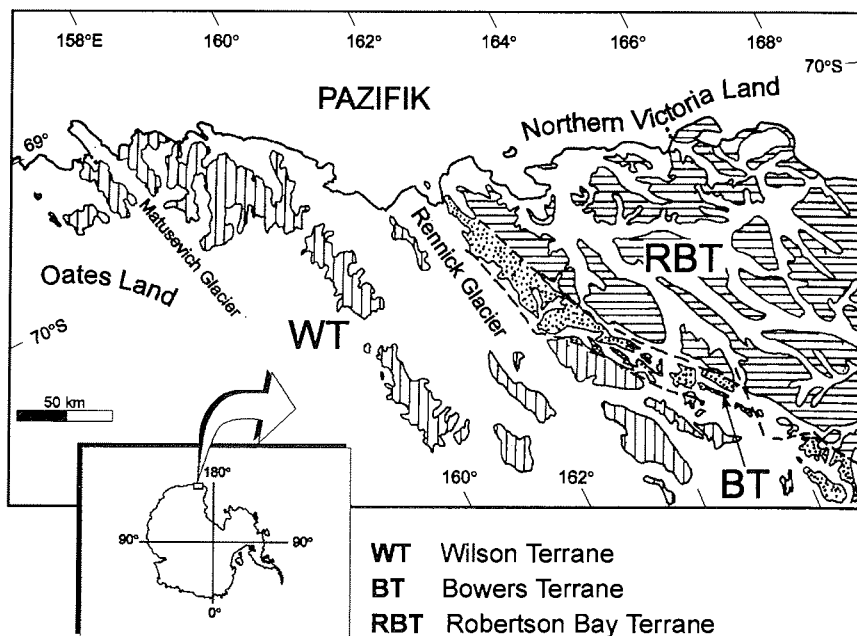 158°E 160° 162° 164° 166° 168°
70°S
PAZIFIK
Northern Victoria Land
69°
Matusevich Glacier
Rennick Glacier
RBT
Oates Land
WT
70°S
50 km
160° 162°
BT
180°
90° 90°
0°
WT Wilson Terrane
BT Bowers Terrane
RBT Robertson Bay Terrane